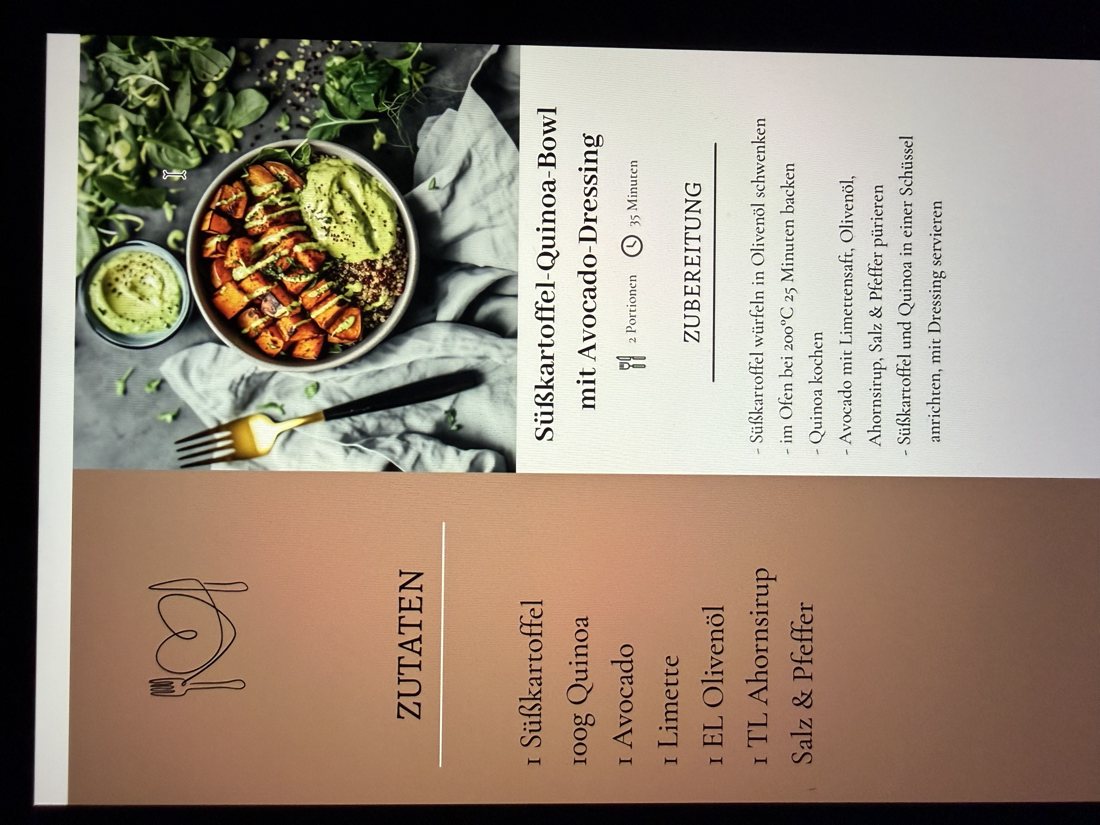 ZUTATEN
1 Süßkartoffel
100g Quinoa
1 Avocado
1 Limette
1 EL Olivenöl
1 TL Ahornsirup
Salz & Pfeffer
Süßkartoffel-Quinoa-Bowl
mit Avocado-Dressing
2 Portionen 35 Minuten
ZUBEREITUNG
- Süßkartoffel würfeln in Olivenöl schwenken
- im Ofen bei 200°C 25 Minuten backen
- Quinoa kochen
- Avocado mit Limettensaft, Olivenöl,
Ahornsirup, Salz & Pfeffer pürieren
- Süßkartoffel und Quinoa in einer Schüssel
anrichten, mit Dressing servieren